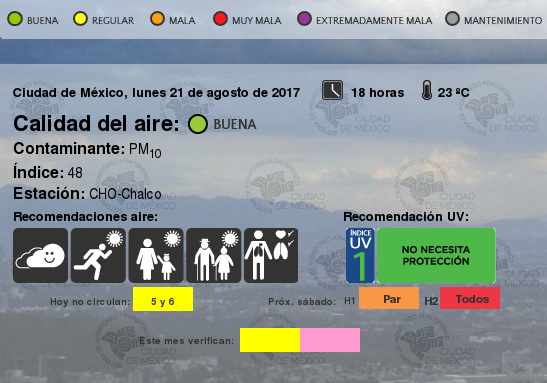 BUENA REGULAR MALA MUY MALA EXTREMADAMENTE MALA MANTENIMIENTO
Ciudad de México, lunes 21 de agosto de 2017 18 horas 23 ºC
Calidad del aire: BUENA
Contaminante: PM10
Índice: 48
Estación: CHO-Chalco
Recomendaciones aire: Recomendación UV:
ÍNDICE
UV
1
NO NECESITA
PROTECCIÓN
Hoy no circulan: 5 y 6 Próx. sábado: H1 Par H2 Todos
Este mes verifican:
CIUDAD
DE MÉXICO